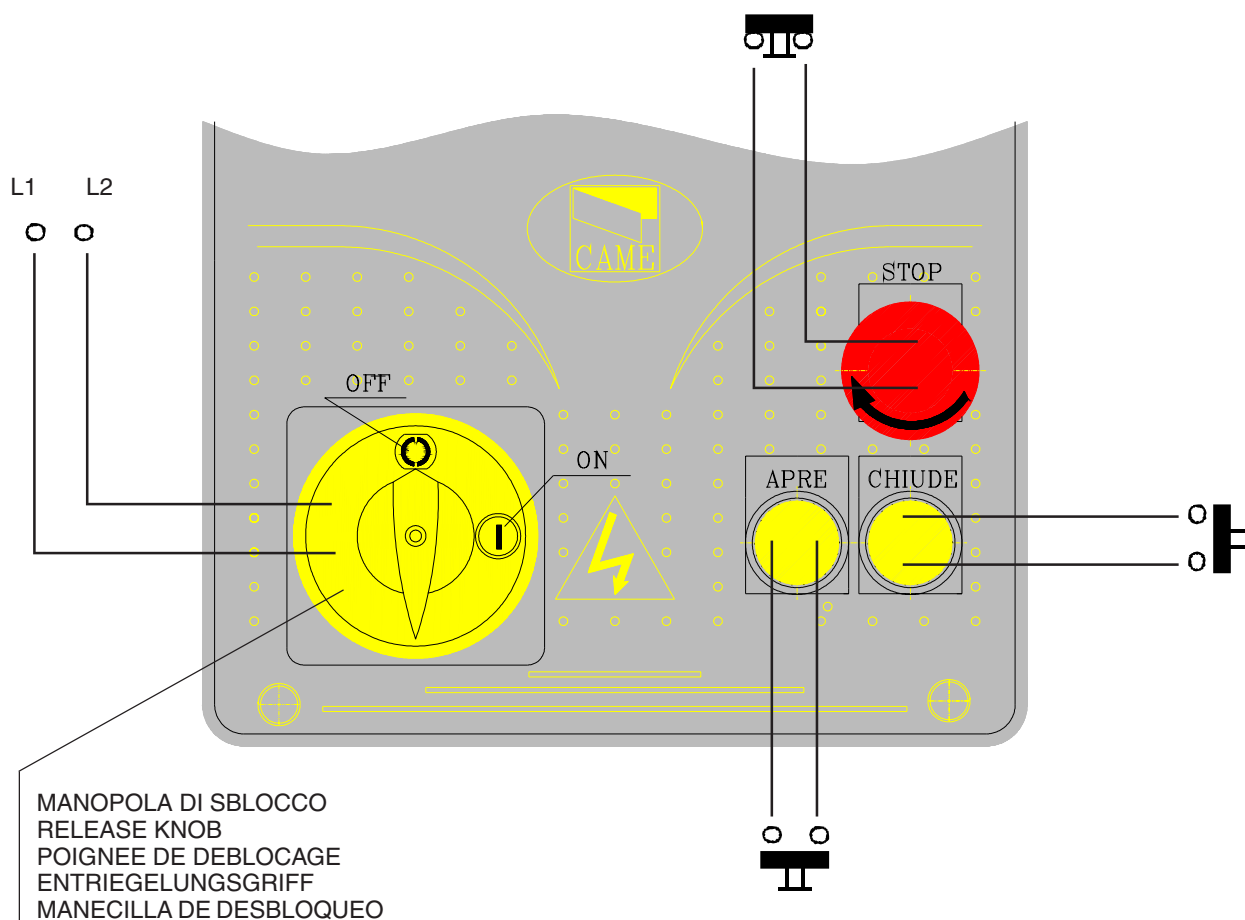 L1 L2
CAME
STOP
OFF
ON
APRE CHIUDE
MANOPOLA DI SBLOCCO
RELEASE KNOB
POIGNEE DE DEBLOCAGE
ENTRIEGELUNGSGRIFF
MANECILLA DE DESBLOQUEO